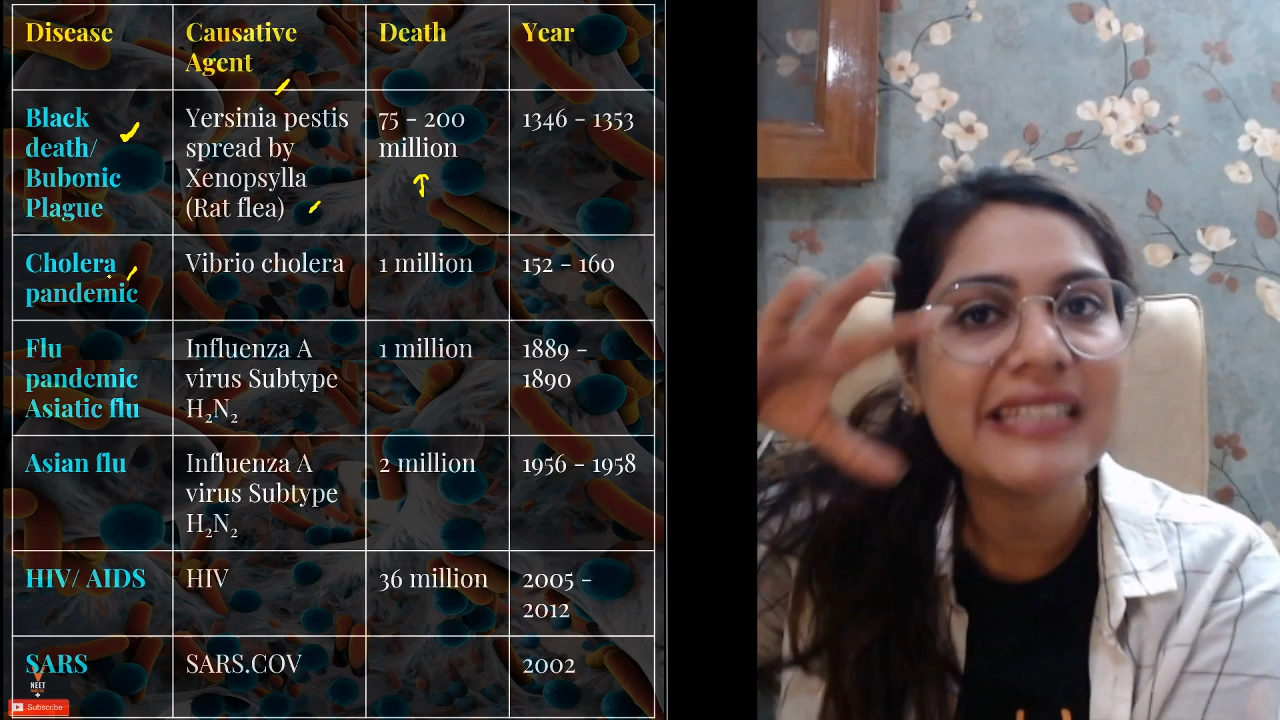 Disease
Causative
Agent
Death
Year
Black
death/
Bubonic
Plague
Yersinia pestis
spread by
Xenopsylla
(Rat flea)
75 - 200
million
1346 - 1353
Cholera
pandemic
Vibrio cholera
1 million
152 - 160
Flu
pandemic
Asiatic flu
Influenza A
virus Subtype
H₂N₂
1 million
1889 -
1890
Asian flu
Influenza A
virus Subtype
H₂N₂
2 million
1956 - 1958
HIV/ AIDS
HIV
36 million
2005 -
2012
SARS
SARS.COV
2002
NEET
Subscribe